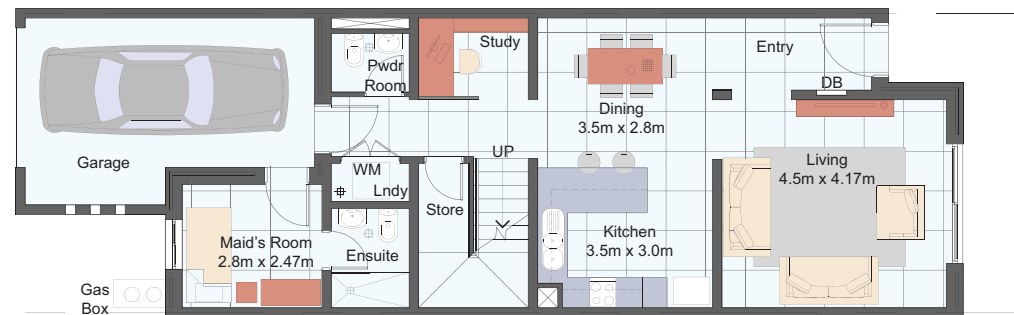 Study
Entry
Pwdr
Room
DB
Dining
3.5m x 2.8m
Garage
UP
WM
Lndy
Living
4.5m x 4.17m
Store
Kitchen
3.5m x 3.0m
Maid's Room
2.8m x 2.47m
Ensuite
Gas
Box